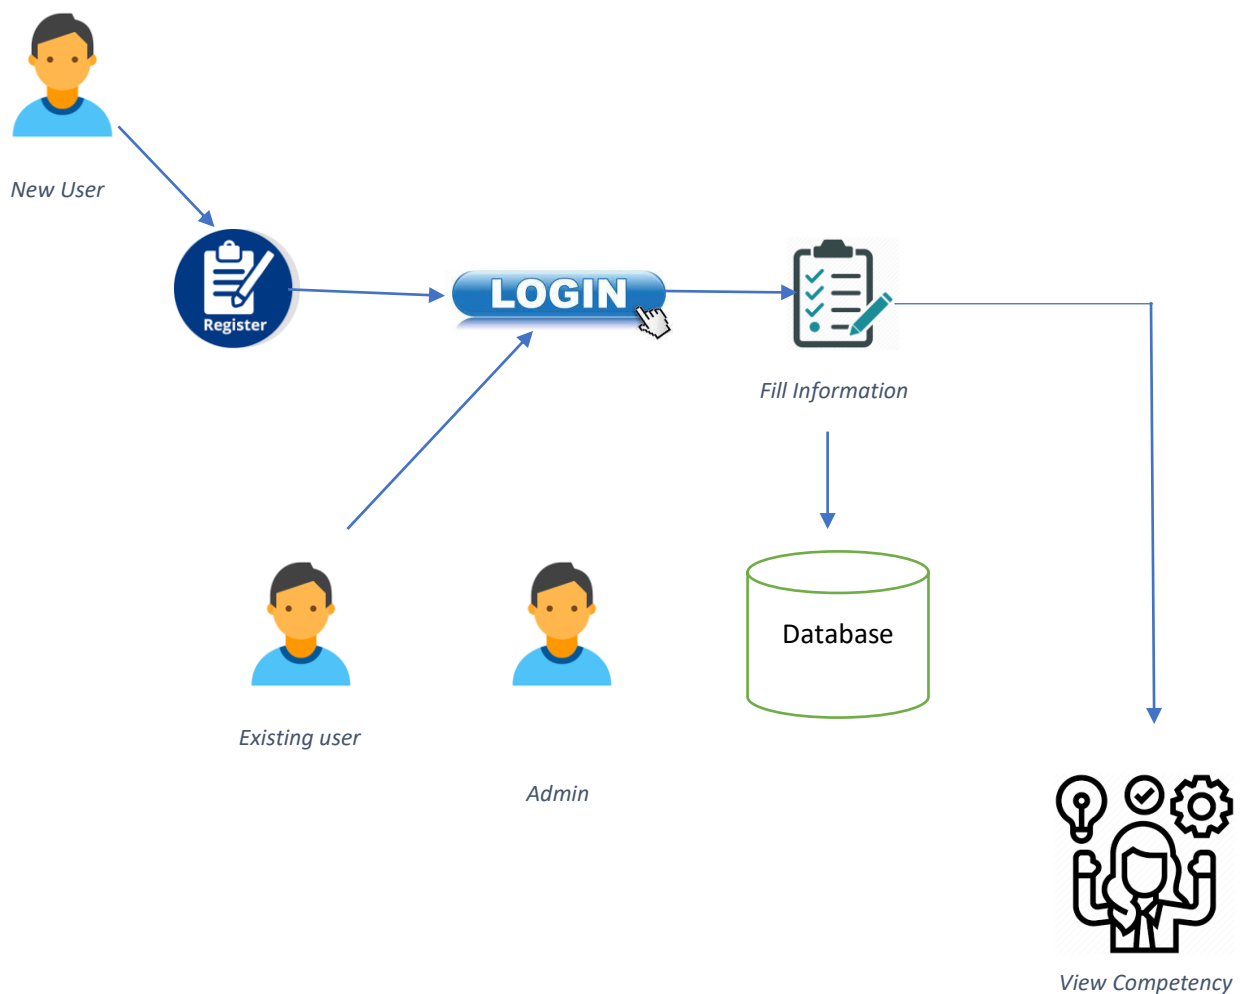 New User
Register
LOGIN
Fill Information
Database
Existing user
Admin
View Competency